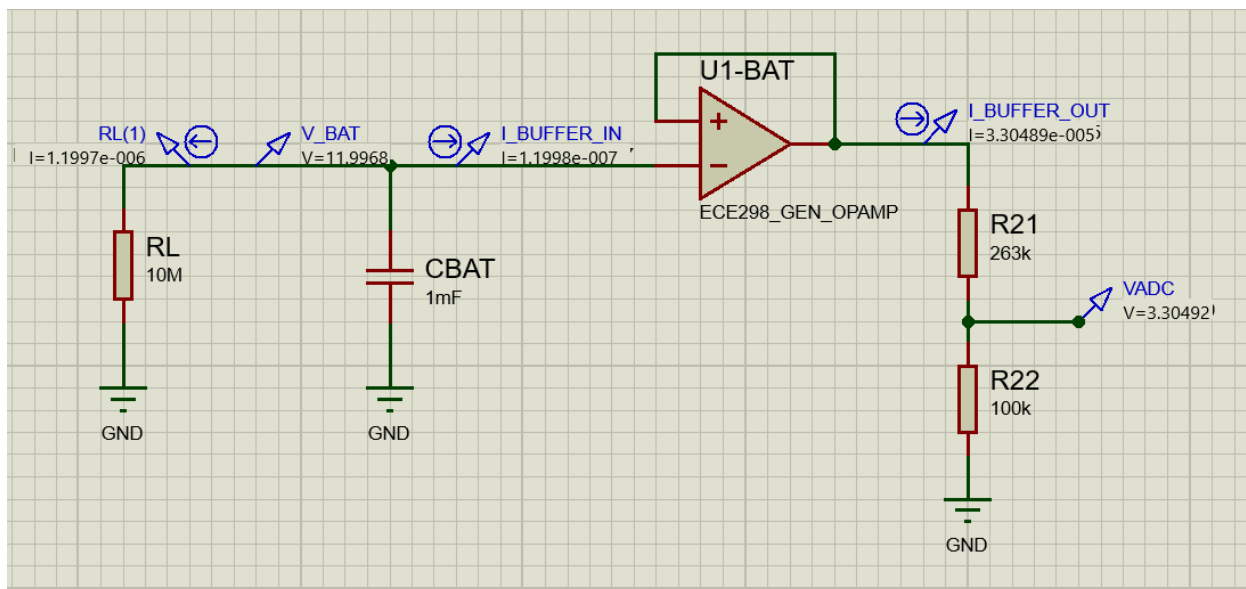 U1-BAT
RL(1)
I=1.1997e-006
V_BAT
V=11.9968
I_BUFFER_IN
I=1.1998e-007
+
−
I_BUFFER_OUT
I=3.30489e-005
ECE298_GEN_OPAMP
RL
10M
CBAT
1mF
R21
263k
VADC
V=3.30492
R22
100k
GND
GND
GND